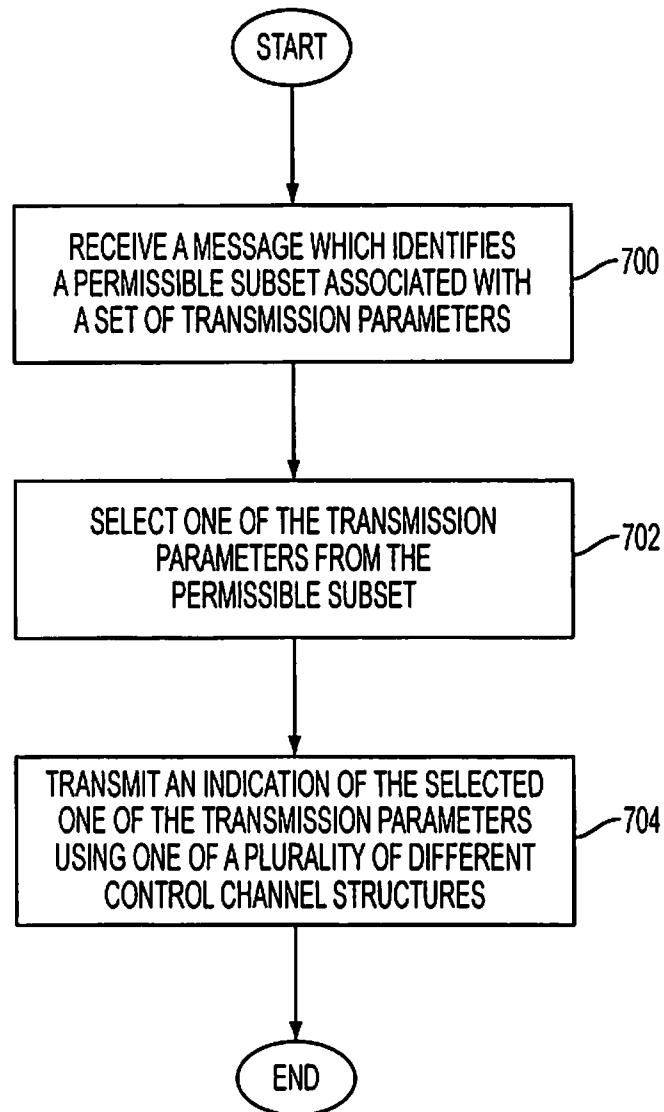 START
RECEIVE A MESSAGE WHICH IDENTIFIES
A PERMISSIBLE SUBSET ASSOCIATED WITH
A SET OF TRANSMISSION PARAMETERS
700
SELECT ONE OF THE TRANSMISSION
PARAMETERS FROM THE
PERMISSIBLE SUBSET
702
TRANSMIT AN INDICATION OF THE SELECTED
ONE OF THE TRANSMISSION PARAMETERS
USING ONE OF A PLURALITY OF DIFFERENT
CONTROL CHANNEL STRUCTURES
704
END